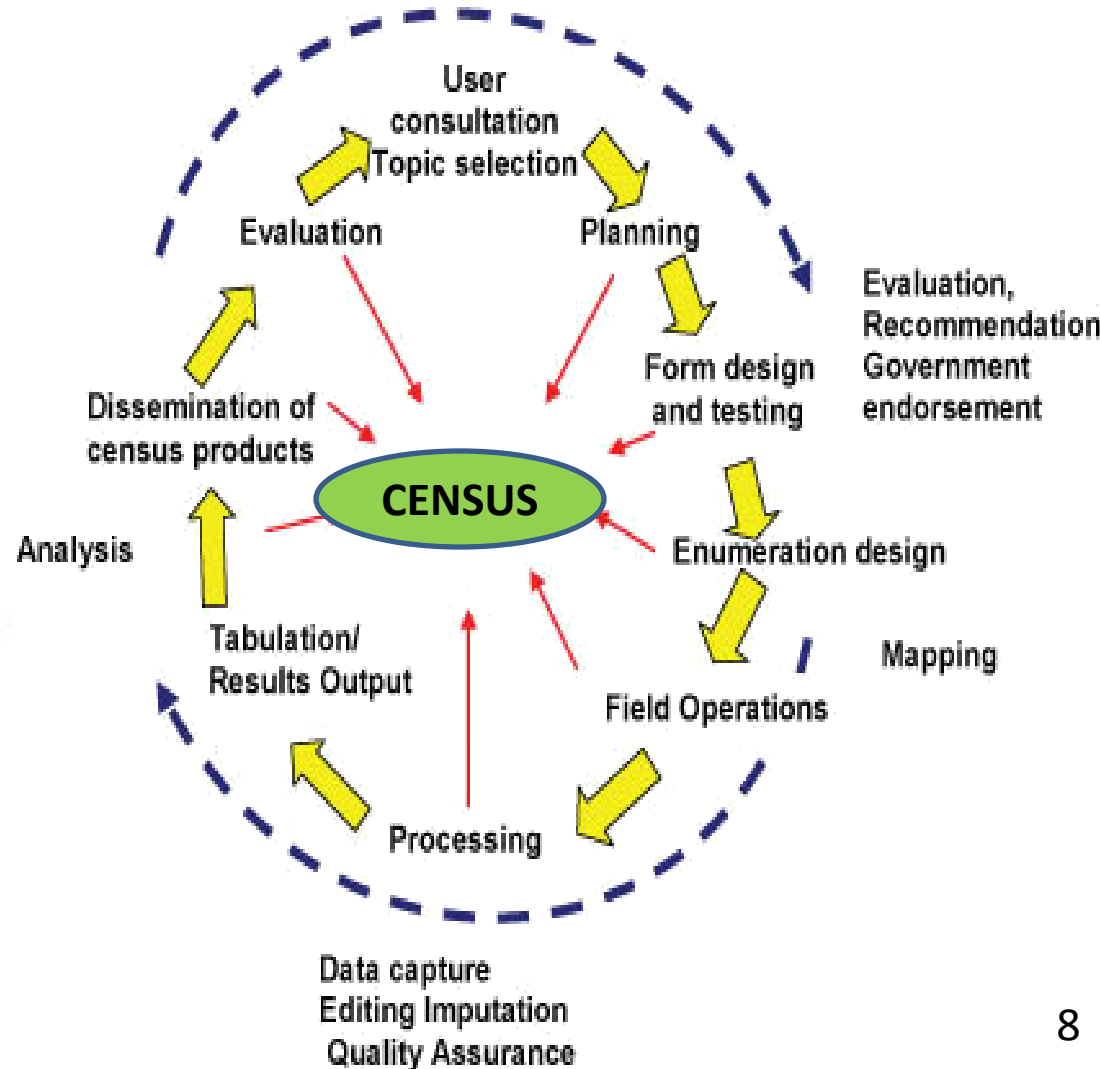 User
consultation
Topic selection
Evaluation
Planning
Evaluation,
Recommendation
Government
endorsement
Form design
and testing
Dissemination of
census products
CENSUS
Analysis
Enumeration design
Tabulation/
Results Output
Mapping
Field Operations
Processing
Data capture
Editing Imputation
Quality Assurance
8